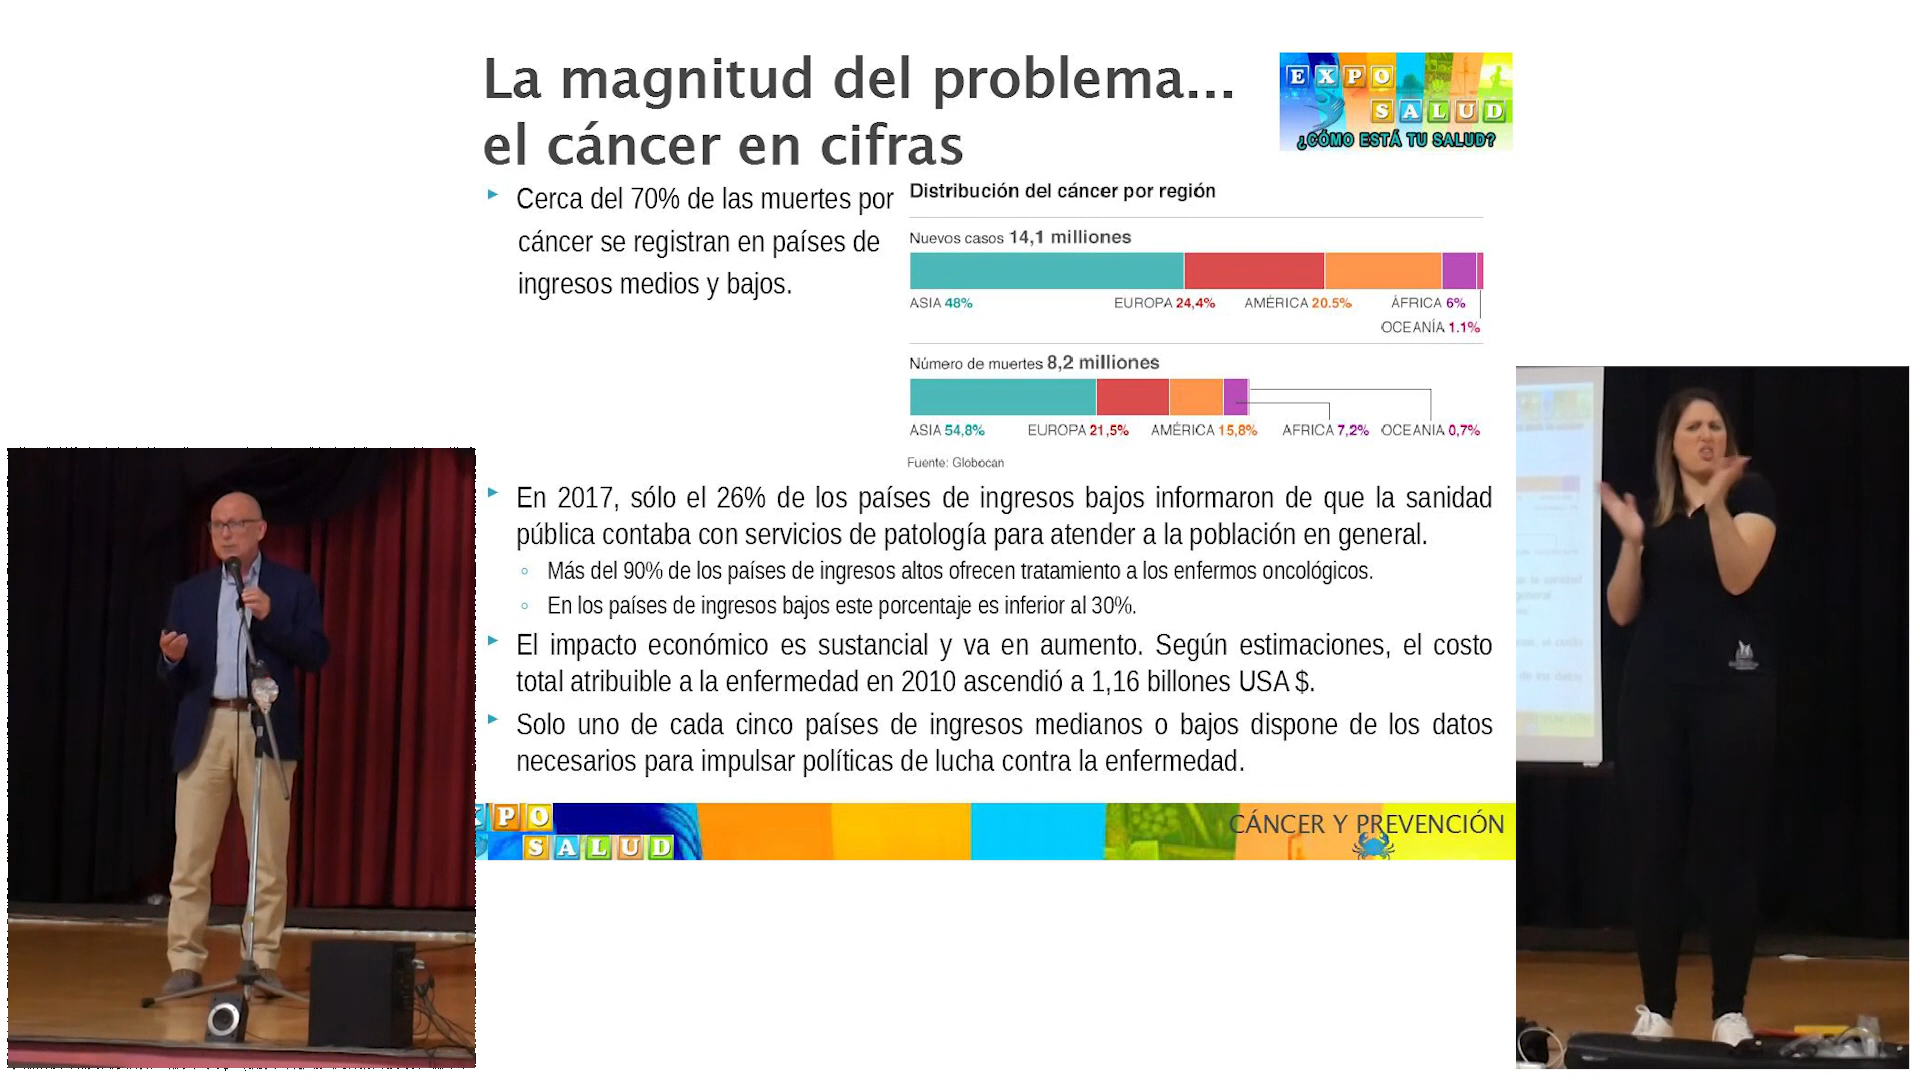 La magnitud del problema...
el cáncer en cifras
EXPO
SALUD
¿CÓMO ESTÁ TU SALUD?
Cerca del 70% de las muertes por
cáncer se registran en países de
ingresos medios y bajos.
Distribución del cáncer por región
Nuevos casos 14,1 milliones
ASIA 48% EUROPA 24,4% AMÉRICA 20.5% ÁFRICA 6%
OCEANÍA 1.1%
Número de muertes 8,2 milliones
ASIA 54,8% EUROPA 21,5% AMÉRICA 15,8% AFRICA 7,2% OCEANIA 0,7%
Fuente: Globocan
En 2017, sólo el 26% de los países de ingresos bajos informaron de que la sanidad
pública contaba con servicios de patología para atender a la población en general.
Más del 90% de los países de ingresos altos ofrecen tratamiento a los enfermos oncológicos.
En los países de ingresos bajos este porcentaje es inferior al 30%.
El impacto económico es sustancial y va en aumento. Según estimaciones, el costo
total atribuible a la enfermedad en 2010 ascendió a 1,16 billones USA $.
Solo uno de cada cinco países de ingresos medianos o bajos dispone de los datos
necesarios para impulsar políticas de lucha contra la enfermedad.
PO
SALUD
CÁNCER Y PREVENCIÓN